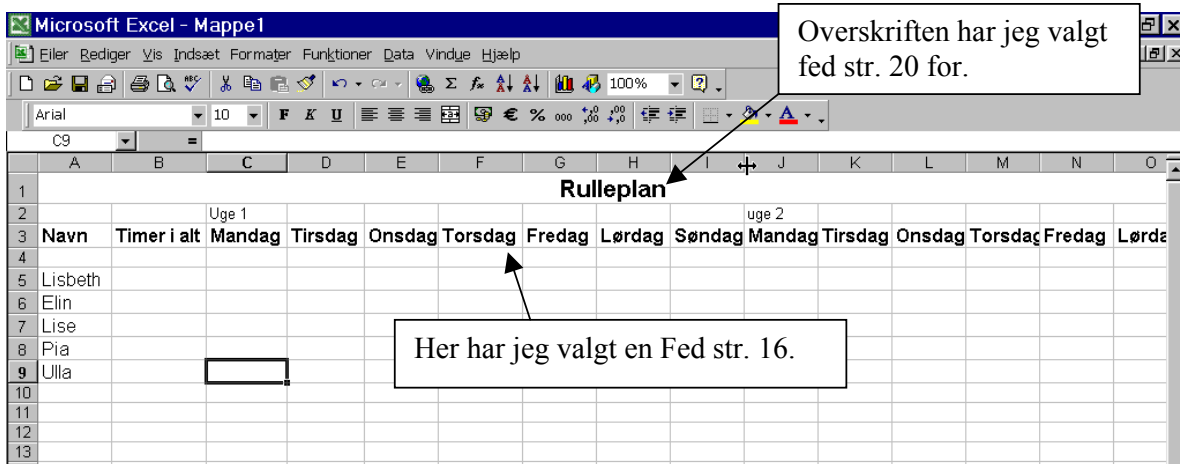 Microsoft Excel - Mappe1
Overskriften har jeg valgt
fed str. 20 for.
Eiler Rediger Vis Indsæt Formater Funktioner Data Vindue Hjælp
100%
Arial 10 F K U € % 000
C9 =
A B C D E F G H I J K L M N O
1 Rulleplan
2 Uge 1 uge 2
3 Navn Timer i alt Mandag Tirsdag Onsdag Torsdag Fredag Lørdag Søndag Mandag Tirsdag Onsdag Torsdag Fredag Lørda
4
5 Lisbeth
6 Elin
7 Lise
8 Pia
9 Ulla
Her har jeg valgt en Fed str. 16.
10
11
12
13